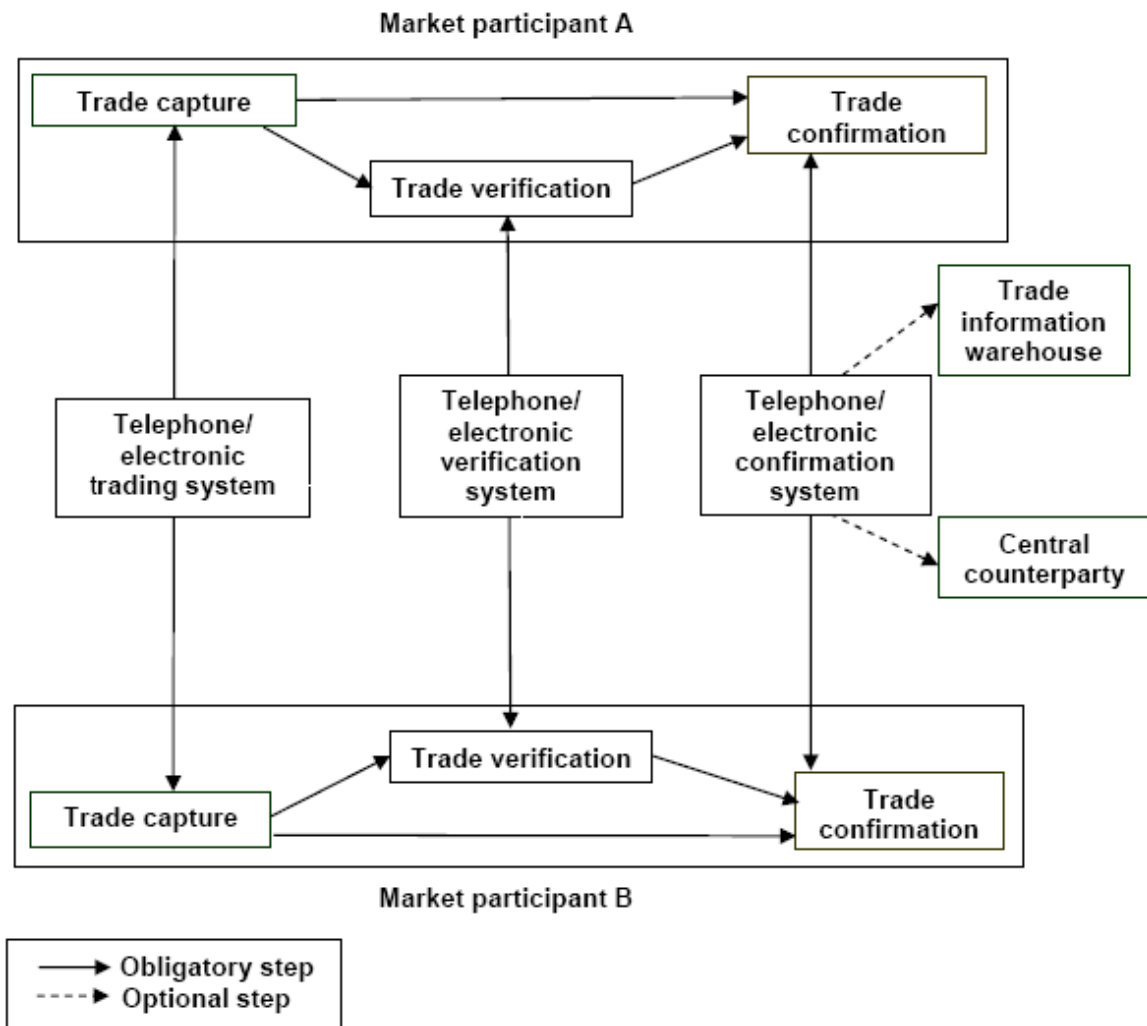 Market participant A
Trade capture
Trade
confirmation
Trade verification
Trade
information
warehouse
Telephone/
electronic
trading system
Telephone/
electronic
verification
system
Telephone/
electronic
confirmation
system
Central
counterparty
Trade verification
Trade capture
Trade
confirmation
Market participant B
Obligatory step
Optional step